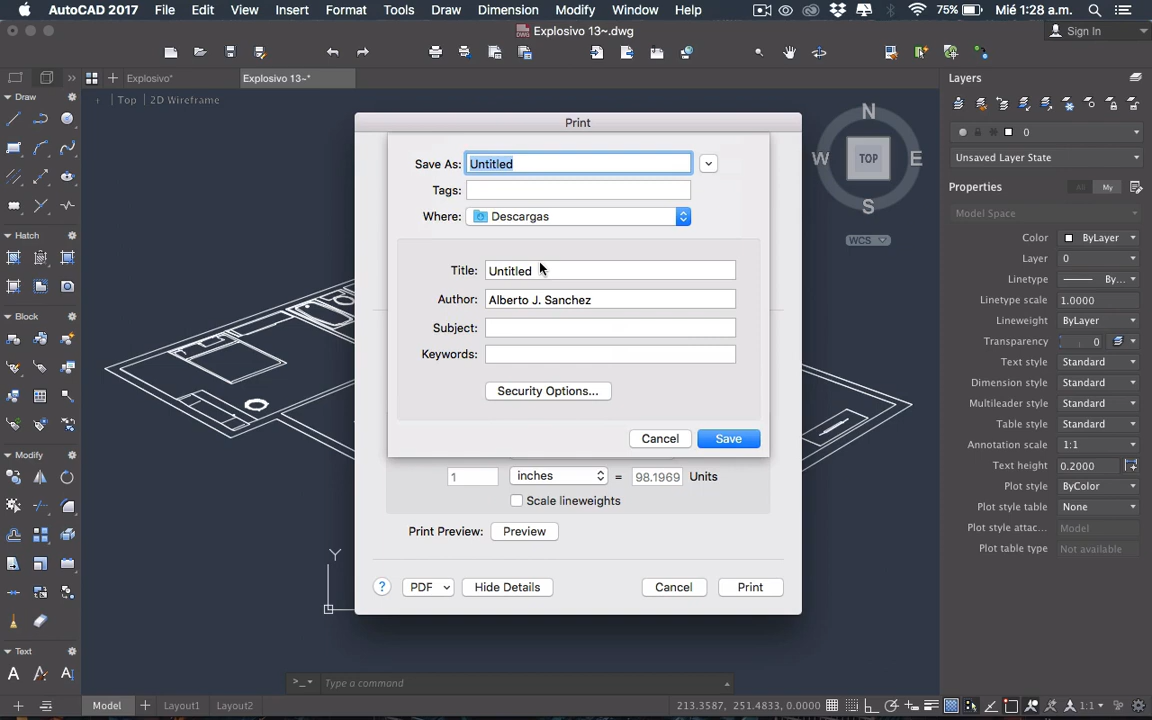 AutoCAD 2017 File Edit View Insert Format Tools Draw Dimension Modify Window Help 75% Mié 1:28 a.m.
Explosivo 13~.dwg
Sign In
Explosivo* Explosivo 13~*
Layers
Draw
Top | 2D Wireframe
Print
N
W TOP E
S
WCS
0
Unsaved Layer State
Save As: Untitled
Tags:
Where: Descargas
Properties All My
Model Space
Color ByLayer
Hatch
Layer 0
Title: Untitled
Linetype By...
Author: Alberto J. Sanchez
Linetype scale 1.0000
Block
Lineweight ByLayer
Subject:
Transparency 0
Keywords:
Text style Standard
Dimension style Standard
Security Options...
Multileader style Standard
Table style Standard
Cancel Save
Annotation scale 1:1
Modify
Text height 0.2000
1 inches = 98.1969 Units
Plot style ByColor
Scale lineweights
Plot style table None
Print Preview: Preview
Plot style attac... Model
Plot table type Not available
Y
? PDF Hide Details Cancel Print
Text
A A A
>_ Type a command
Model Layout1 Layout2 213.3587, 251.4833, 0.0000 1:1